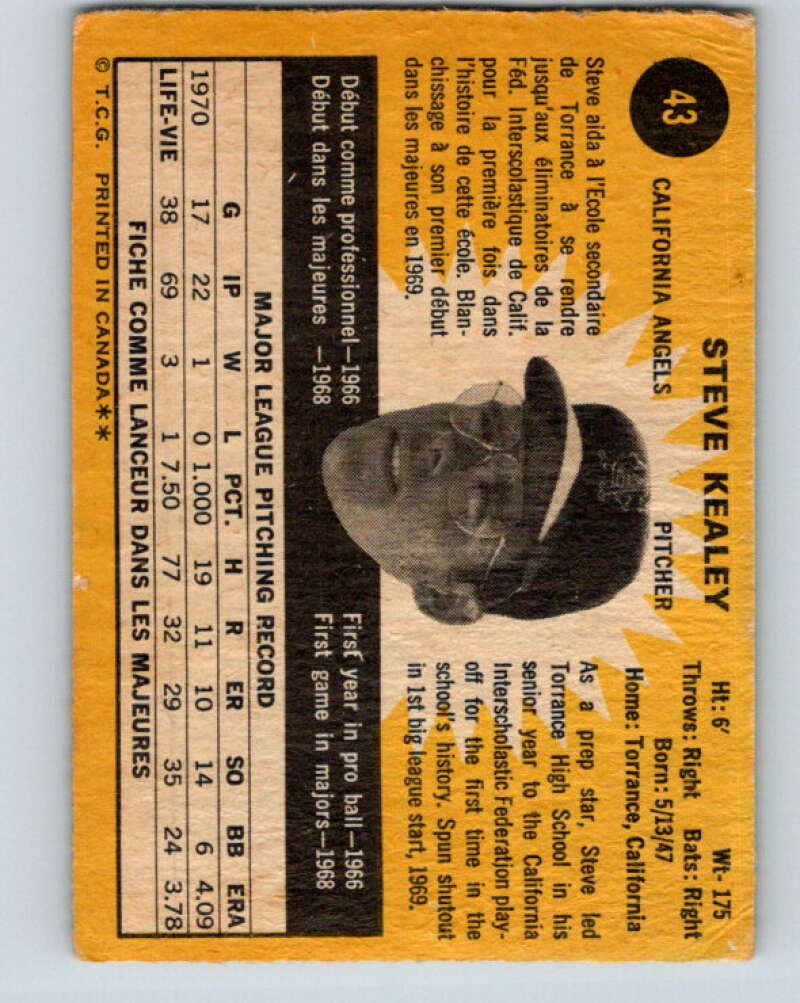 43
STEVE KEALEY
CALIFORNIA ANGELS PITCHER
Ht: 6′ Wt- 175
Throws: Right Bats: Right
Born: 5/13/47
Home: Torrance, California
Steve aida à l'Ecole secondaire
de Torrance à se rendre
jusqu'aux éliminatoires de la
Féd. Interscolastique de Calif.
pour la première fois dans
l'histoire de cette école. Blan-
chissage à son premier début
dans les majeures en 1969.
As a prep star, Steve led
Torrance High School in his
senior year to the California
Interscholastic Federation play-
off for the first time in the
school's history. Spun shutout
in 1st big league start, 1969.
Début comme professionnel—1966
Début dans les majeures —1968
First year in pro ball—1966
First game in majors—1968
MAJOR LEAGUE PITCHING RECORD
G IP W L PCT. H R ER SO BB ERA
1970 17 22 1 0 1.000 19 11 10 14 6 4.09
LIFE-VIE 38 69 3 1 7.50 77 32 29 35 24 3.78
FICHE COMME LANCEUR DANS LES MAJEURES
© T.C.G. PRINTED IN CANADA**